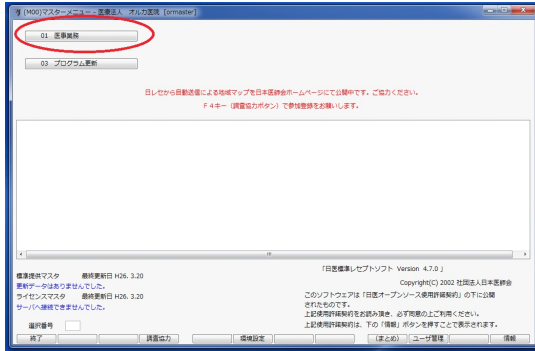 (M00)マスターメニュー - 医療法人 オルカ医院 [ormaster]
01 医事業務
03 プログラム更新
日レセから自動送信による地域マップを日本医師会ホームページにて公開中です。ご協力ください。
F4キー(調査協力ボタン)で参加登録をお願いします。
標準提供マスタ 最終更新日 H26. 3.20
更新データはありませんでした。
ライセンスマスタ 最終更新日 H26. 3.20
サーバへ接続できませんでした。
選択番号
「日医標準レセプトソフト Version 4.7.0 」
Copyright(C) 2002 社団法人日本医師会
このソフトウェアは「日医オープンソース使用許諾契約」の下に公開
されたものです。
上記使用許諾契約をお読み頂き、必ず同意の上ご利用ください。
上記使用許諾契約は、下の「情報」ボタンを押すことで表示されます。
終了 調査協力 環境設定 (まとめ) ユーザ管理 情報